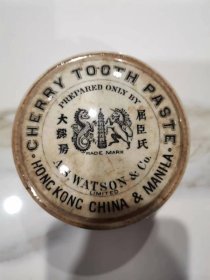 CHERRY TOOTH PASTE
PREPARED ONLY BY
大藥房
屈臣氏
TRADE MARK
A.S. WATSON & Co.
LIMITED
HONGKONG CHINA & MANILA